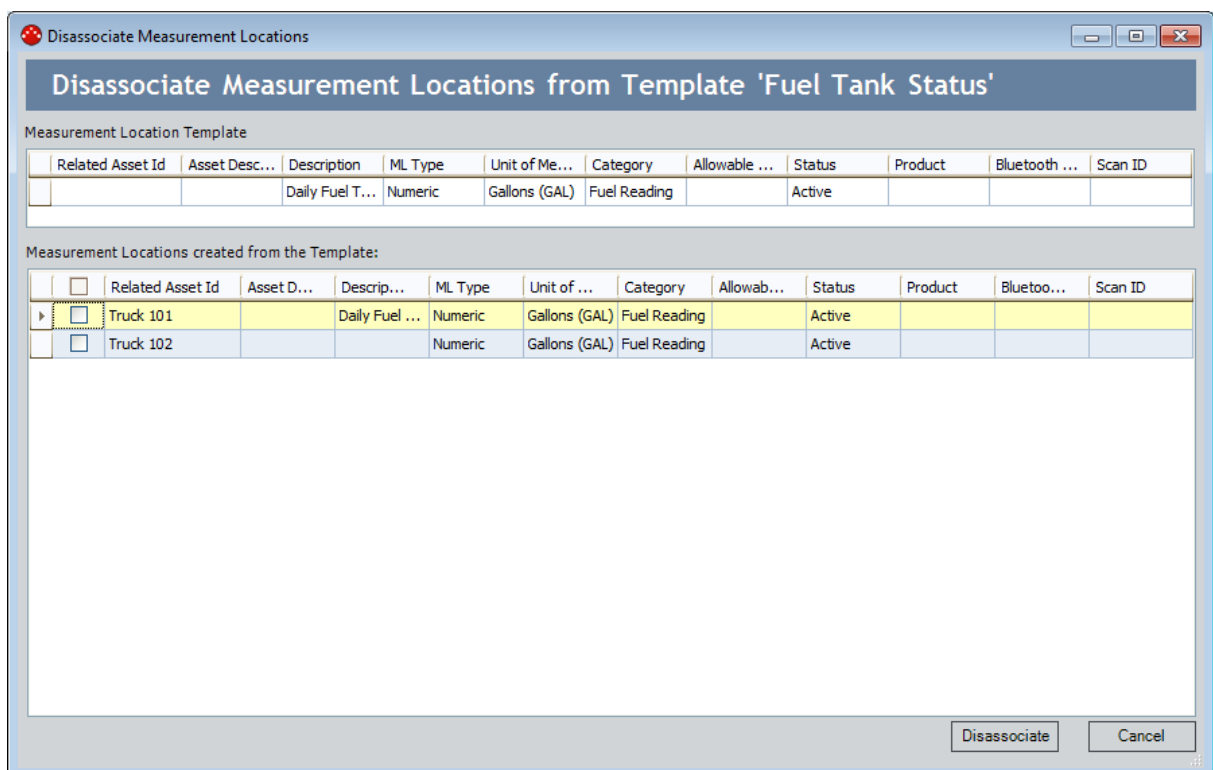 Disassociate Measurement Locations
Disassociate Measurement Locations from Template 'Fuel Tank Status'
Measurement Location Template
Related Asset Id Asset Desc... Description ML Type Unit of Me... Category Allowable ... Status Product Bluetooth ... Scan ID
Daily Fuel T... Numeric Gallons (GAL) Fuel Reading Active
Measurement Locations created from the Template:
Related Asset Id Asset D... Descrip... ML Type Unit of ... Category Allowab... Status Product Bluetoo... Scan ID
Truck 101 Daily Fuel ... Numeric Gallons (GAL) Fuel Reading Active
Truck 102 Numeric Gallons (GAL) Fuel Reading Active
Disassociate Cancel